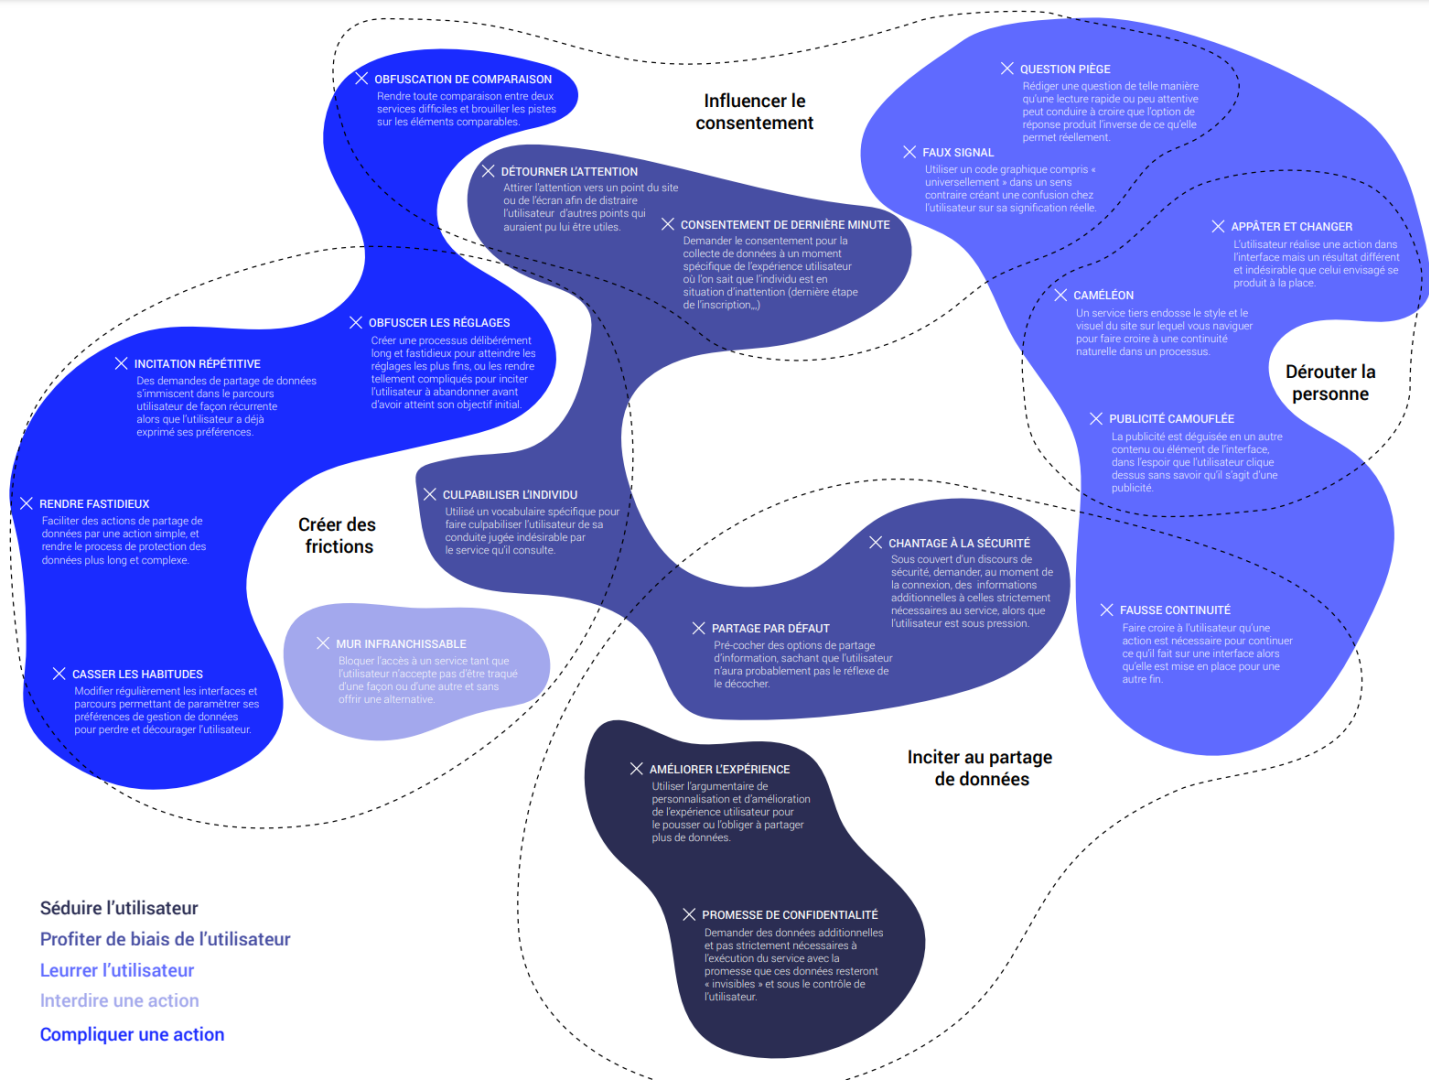 OBFUSCATION DE COMPARAISON
Rendre toute comparaison entre deux
services difficiles et brouiller les pistes
sur les éléments comparables.
Influencer le
consentement
QUESTION PIÈGE
Rédiger une question de telle manière
qu'une lecture rapide ou peu attentive
peut conduire à croire que l'option de
réponse produit l'inverse de ce qu'elle
permet réellement.
FAUX SIGNAL
Utiliser un code graphique compris «
universellement » dans un sens
contraire créant une confusion chez
l'utilisateur sur sa signification réelle.
DÉTOURNER L'ATTENTION
Attirer l'attention vers un point du site
ou de l'écran afin de distraire
l'utilisateur d'autres points qui
auraient pu lui être utiles.
CONSENTEMENT DE DERNIÈRE MINUTE
Demander le consentement pour la
collecte de données à un moment
spécifique de l'expérience utilisateur
où l'on sait que l'individu est en
situation d'inattention (dernière étape
de l'inscription,,,)
APPÂTER ET CHANGER
L'utilisateur réalise une action dans
l'interface mais un résultat différent
et indésirable que celui envisagé se
produit à la place.
CAMÉLÉON
Un service tiers endosse le style et le
visuel du site sur lequel vous naviguer
pour faire croire à une continuité
naturelle dans un processus.
OBFUSCER LES RÉGLAGES
Créer un processus délibérément
long et fastidieux pour atteindre les
réglages les plus fins, ou les rendre
tellement compliqués pour inciter
l'utilisateur à abandonner avant
d'avoir atteint son objectif initial.
INCITATION RÉPÉTITIVE
Des demandes de partage de données
s'immiscent dans le parcours
utilisateur de façon récurrente
alors que l'utilisateur a déjà
exprimé ses préférences.
Dérouter la
personne
PUBLICITÉ CAMOUFLÉE
La publicité est déguisée en un autre
contenu ou élément de l'interface,
dans l'espoir que l'utilisateur clique
dessus sans savoir qu'il s'agit d'une
publicité.
RENDRE FASTIDIEUX
Faciliter des actions de partage de
données par une action simple, et
rendre le process de protection des
données plus long et complexe.
Créer des
frictions
CULPABILISER L'INDIVIDU
Utilisé un vocabulaire spécifique pour
faire culpabiliser l'utilisateur de sa
conduite jugée indésirable par
le service qu'il consulte.
CHANTAGE À LA SÉCURITÉ
Sous couvert d'un discours de
sécurité, demander, au moment de
la connexion, des informations
additionnelles à celles strictement
nécessaires au service, alors que
l'utilisateur est sous pression.
PARTAGE PAR DÉFAUT
Pré-cocher des options de partage
d'information, sachant que l'utilisateur
n'aura probablement pas le réflexe de
le décocher.
FAUSSE CONTINUITÉ
Faire croire à l'utilisateur qu'une
action est nécessaire pour continuer
ce qu'il fait sur une interface alors
qu'elle est mise en place pour une
autre fin.
MUR INFRANCHISSABLE
Bloquer l'accès à un service tant que
l'utilisateur n'accepte pas d'être traqué
d'une façon ou d'une autre et sans
offrir une alternative.
CASSER LES HABITUDES
Modifier régulièrement les interfaces et
parcours permettant de paramétrer ses
préférences de gestion de données
pour perdre et décourager l'utilisateur.
Inciter au partage
de données
AMÉLIORER L'EXPÉRIENCE
Utiliser l'argumentaire de
personnalisation et d'amélioration
de l'expérience utilisateur pour
le pousser ou l'obliger à partager
plus de données.
PROMESSE DE CONFIDENTIALITÉ
Demander des données additionnelles
et pas strictement nécessaires à
l'exécution du service avec la
promesse que ces données resteront
« invisibles » et sous le contrôle de
l'utilisateur.
Séduire l'utilisateur
Profiter de biais de l'utilisateur
Leurrer l'utilisateur
Interdire une action
Compliquer une action